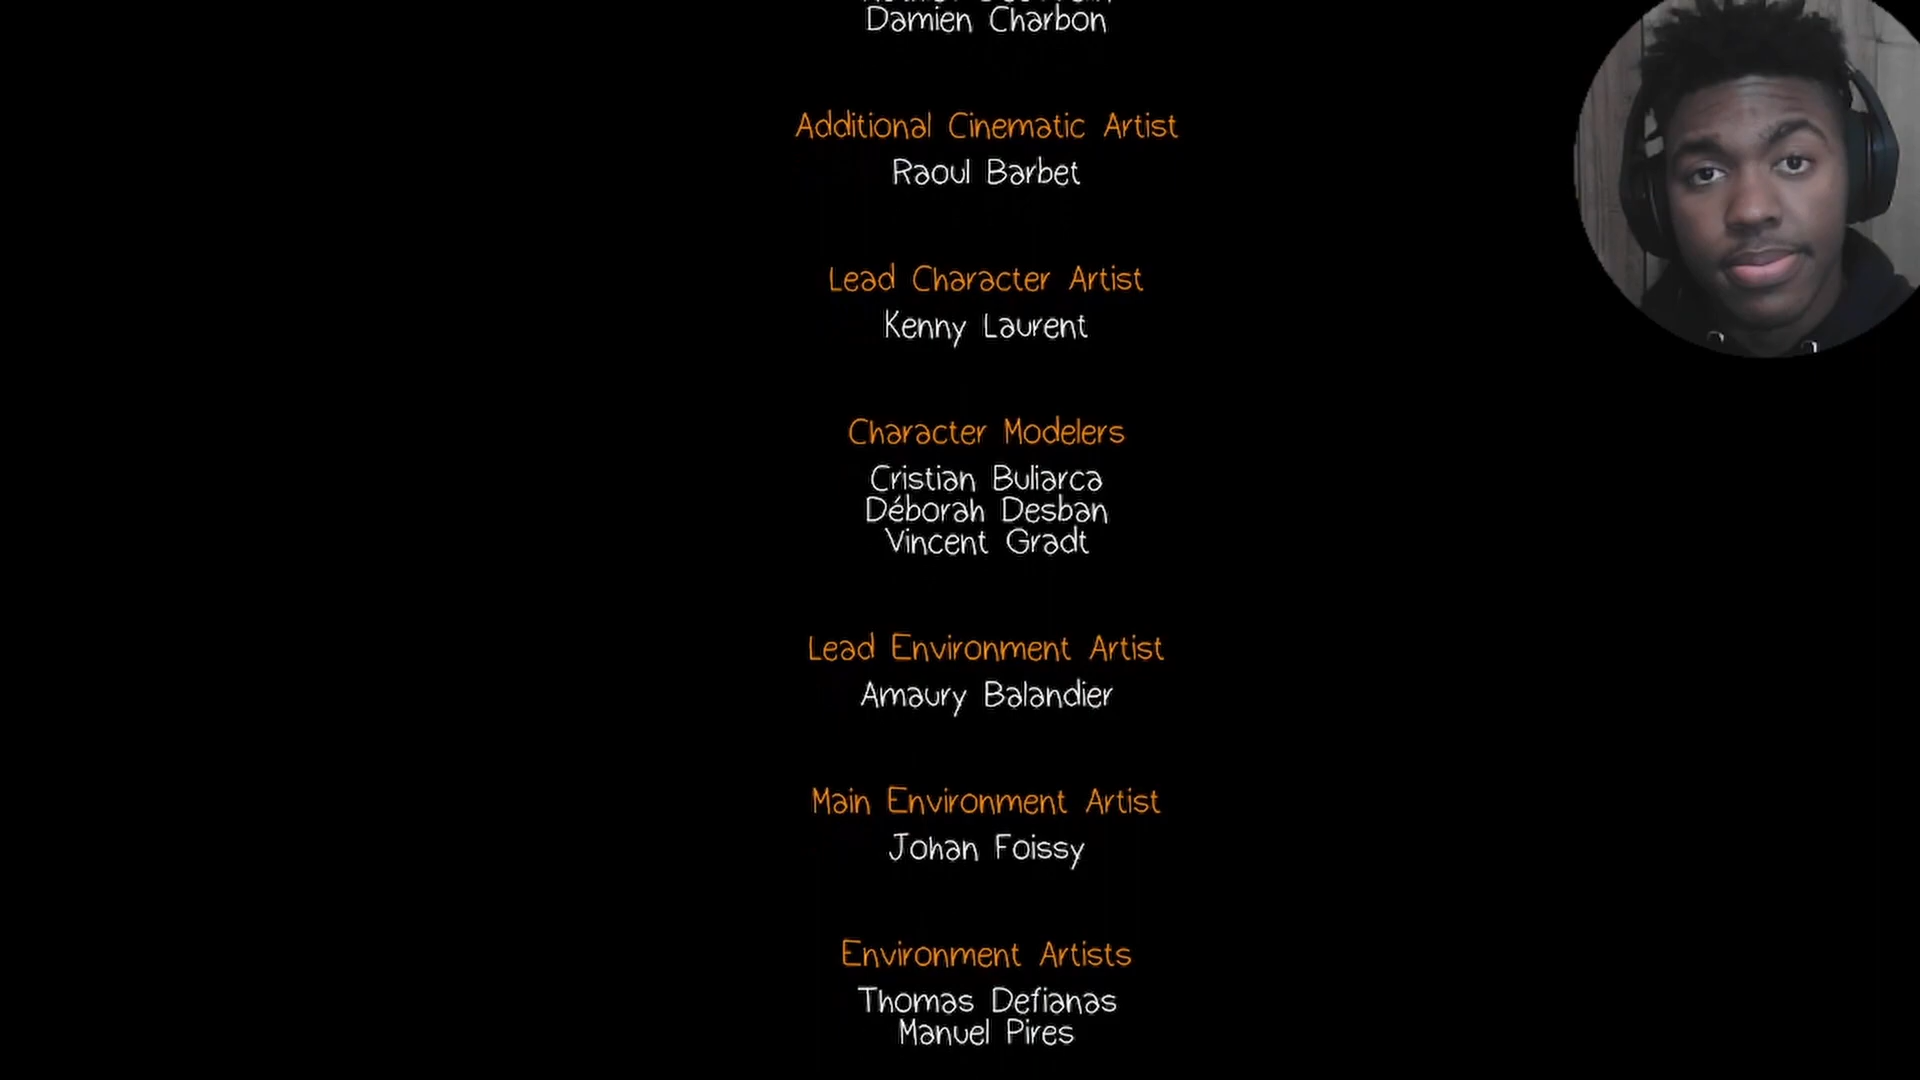 Damien Charbon
Additional Cinematic Artist
Raoul Barbet
Lead Character Artist
Kenny Laurent
Character Modelers
Cristian Buliarca
Déborah Desban
Vincent Gradt
Lead Environment Artist
Amaury Balandier
Main Environment Artist
Johan Foissy
Environment Artists
Thomas Defianas
Manuel Pires